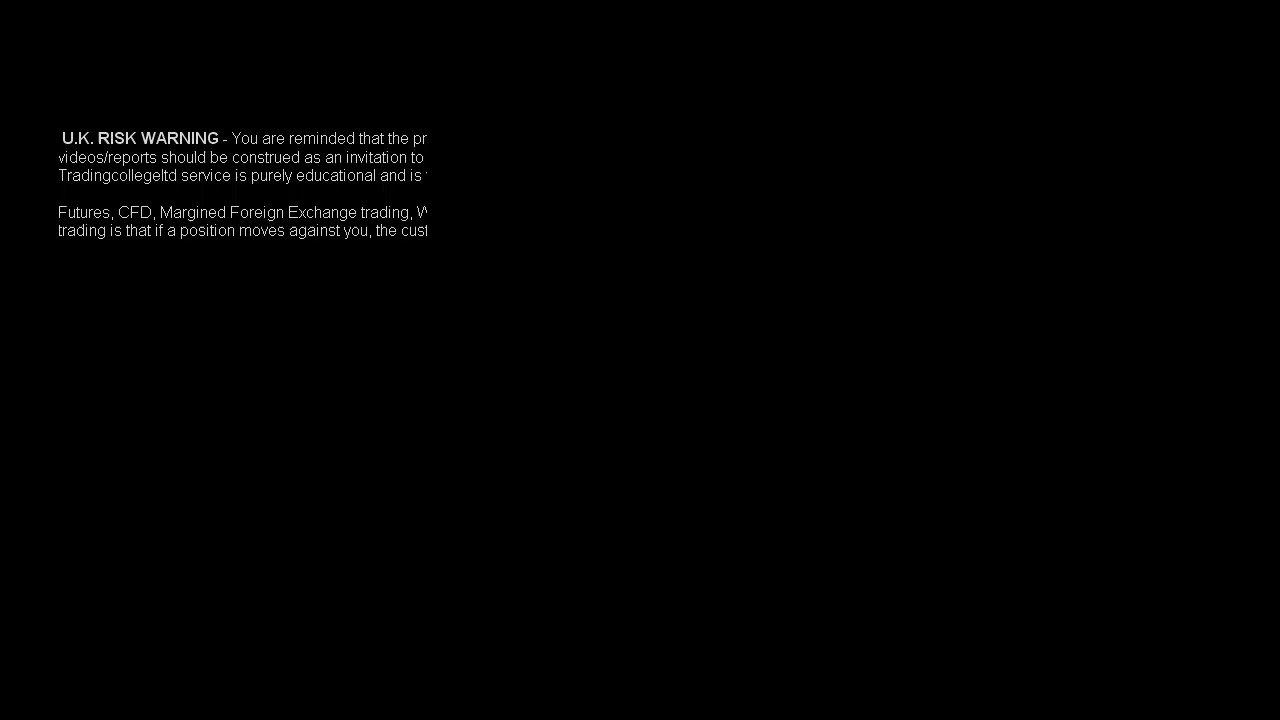 U.K. RISK WARNING - You are reminded that the pr
videos/reports should be construed as an invitation to
Tradingcollegeltd service is purely educational and is
Futures, CFD, Margined Foreign Exchange trading,
trading is that if a position moves against you, the cust